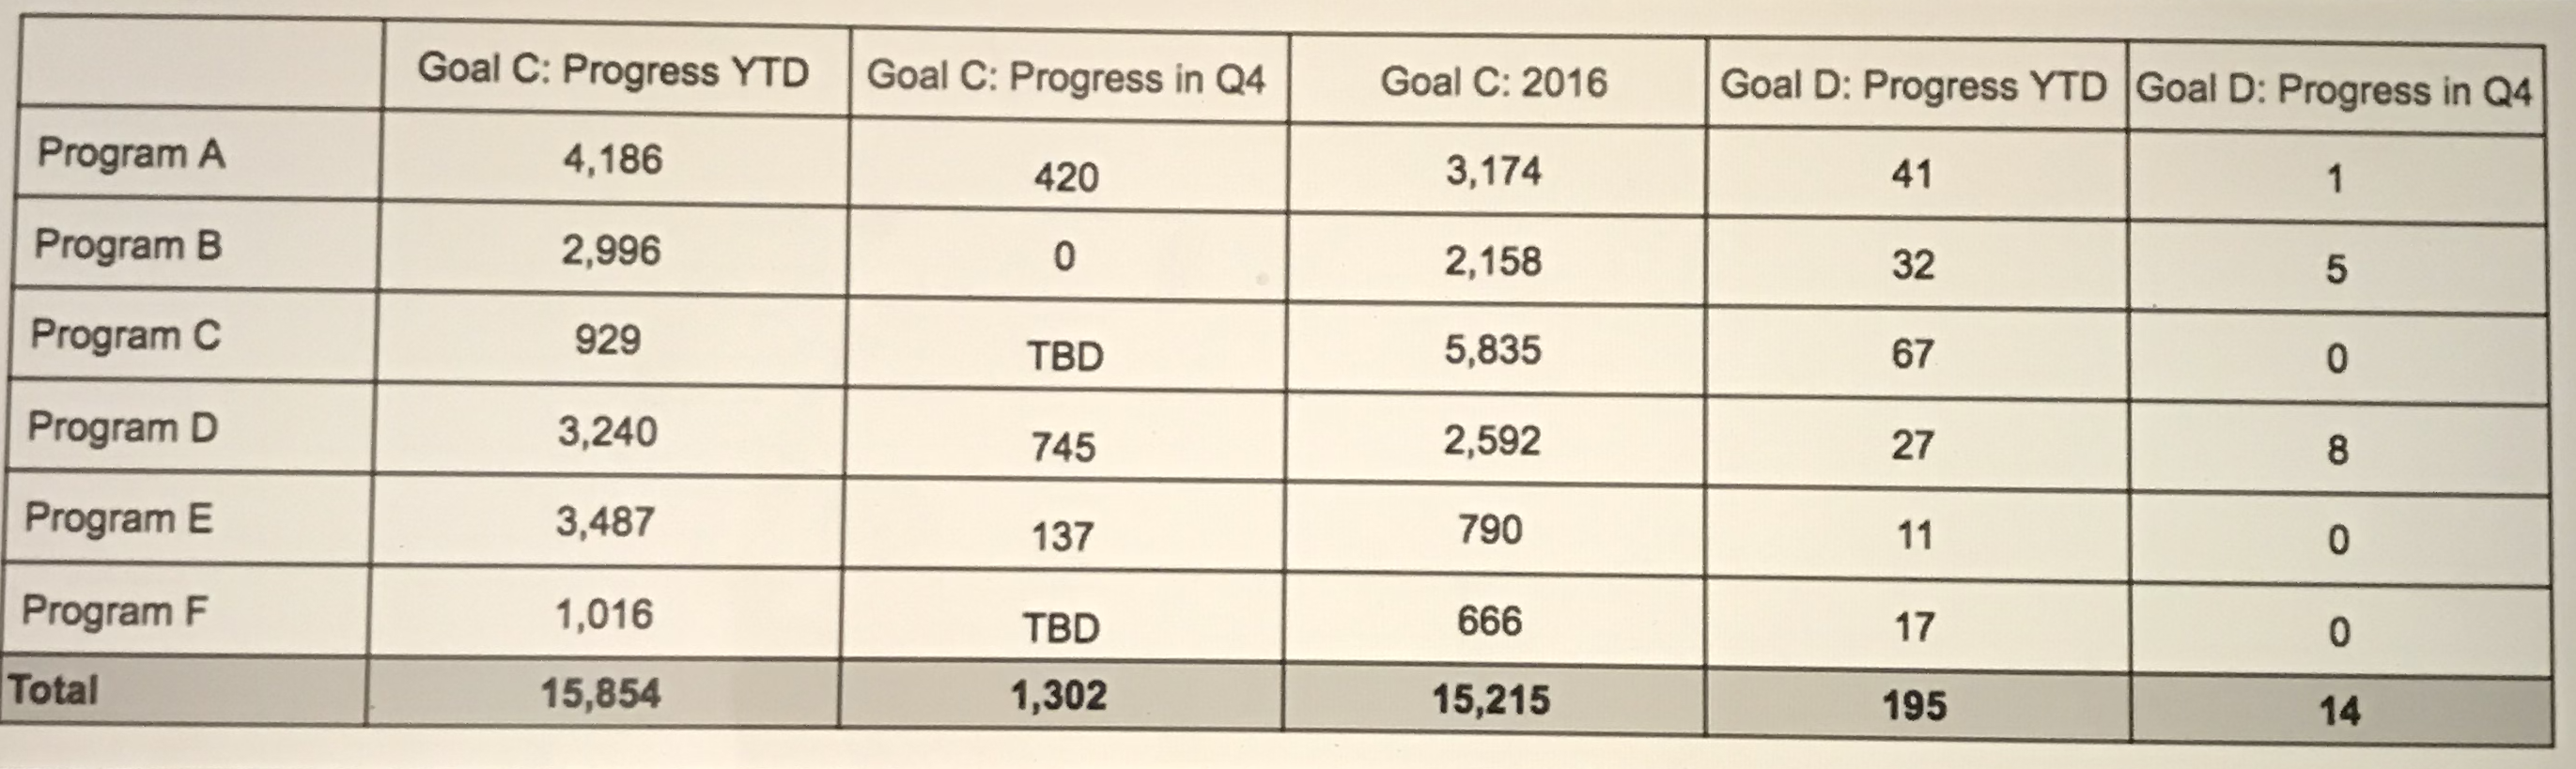 Goal C: Progress YTD Goal C: Progress in Q4 Goal C: 2016 Goal D: Progress YTD Goal D: Progress in Q4
Program A 4,186 420 3,174 41 1
Program B 2,996 0 2,158 32 5
Program C 929 TBD 5,835 67 0
Program D 3,240 745 2,592 27 8
Program E 3,487 137 790 11 0
Program F 1,016 TBD 666 17 0
Total 15,854 1,302 15,215 195 14